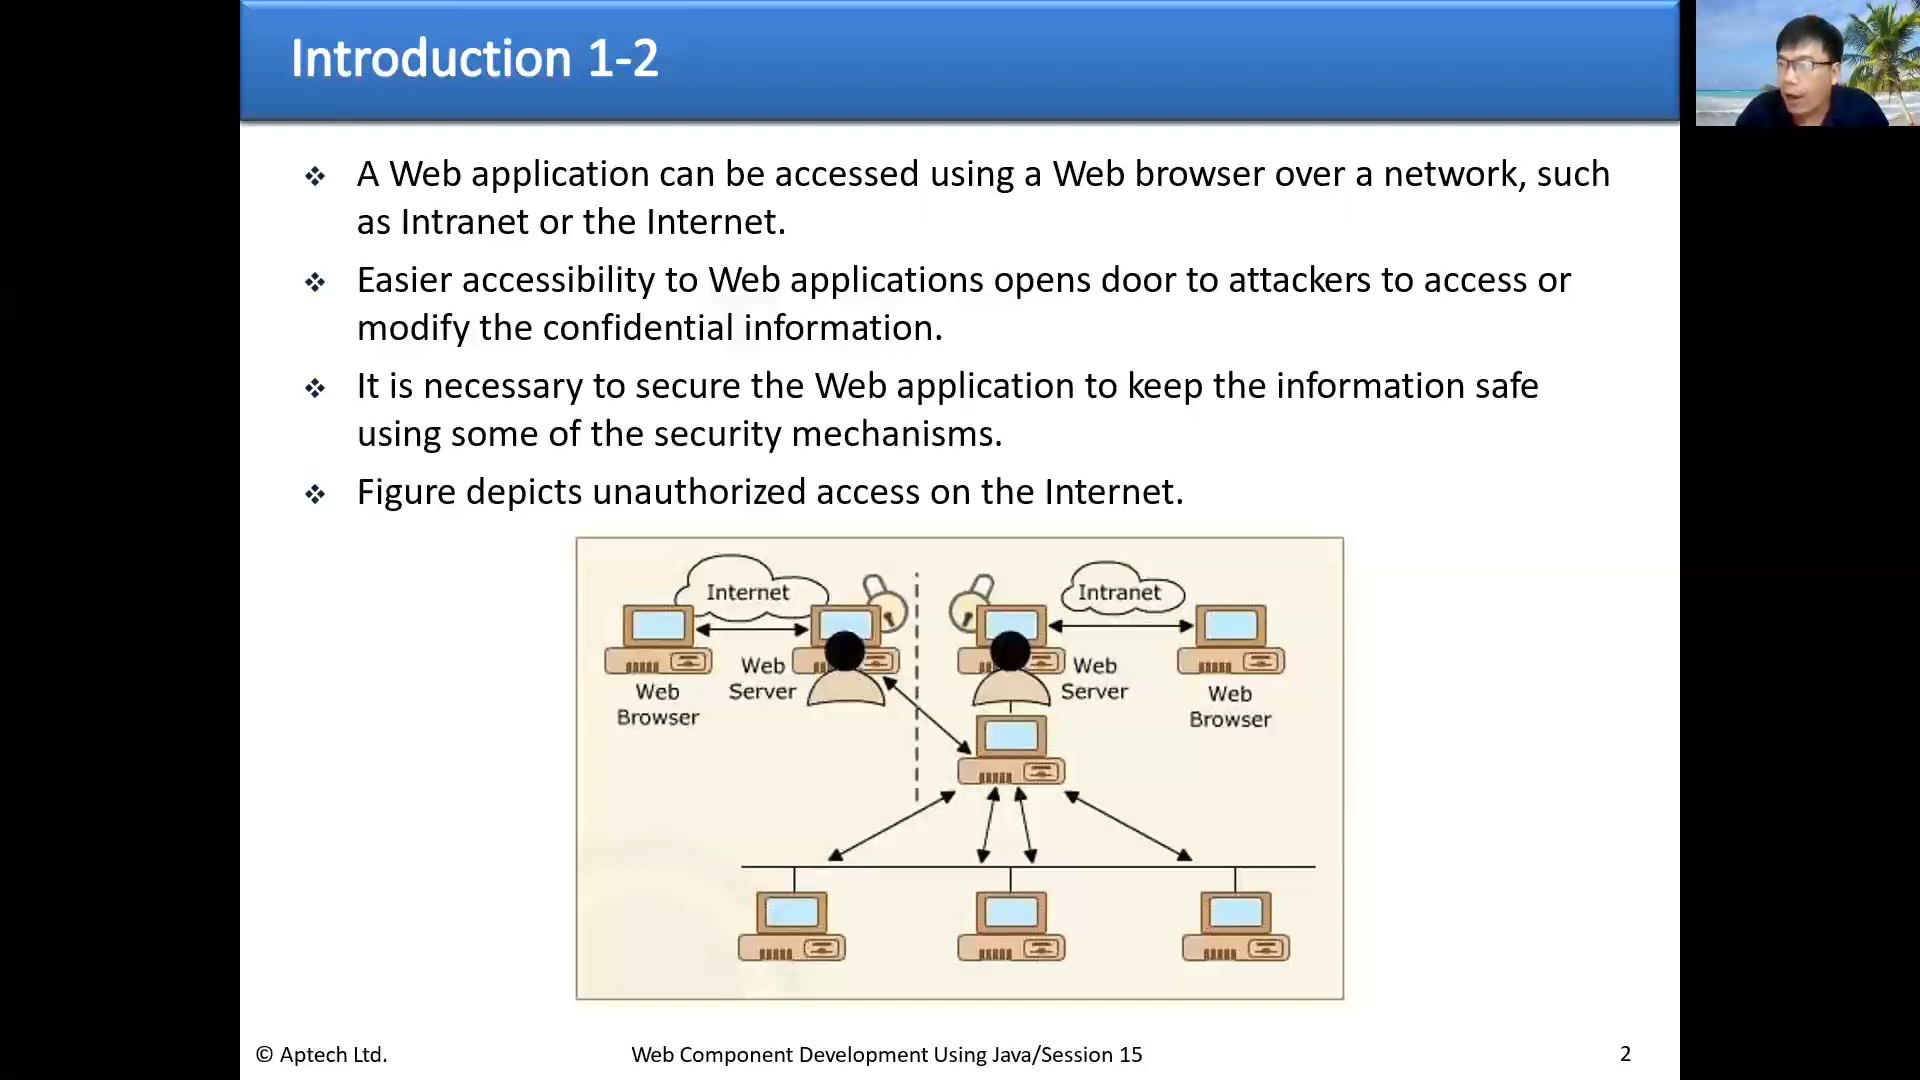 Introduction 1-2
❖ A Web application can be accessed using a Web browser over a network, such
as Intranet or the Internet.
❖ Easier accessibility to Web applications opens door to attackers to access or
modify the confidential information.
❖ It is necessary to secure the Web application to keep the information safe
using some of the security mechanisms.
❖ Figure depicts unauthorized access on the Internet.
Internet
Intranet
Web
Server
Web
Server
Web
Browser
Web
Browser
© Aptech Ltd.
Web Component Development Using Java/Session 15
2